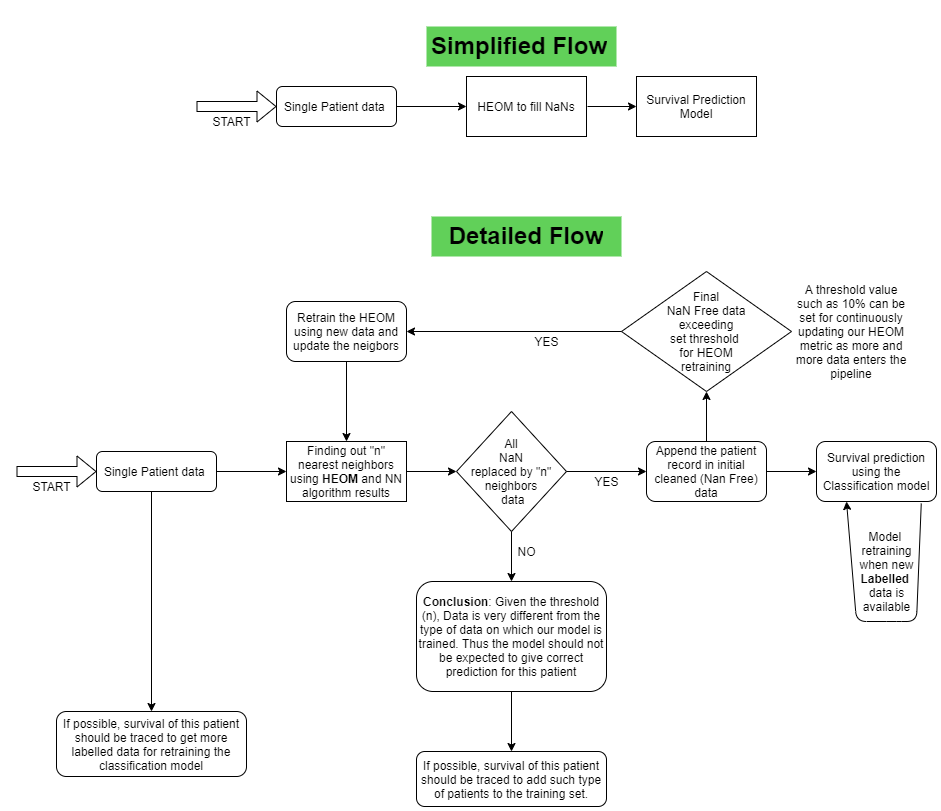 Simplified Flow
START
Single Patient data
HEOM to fill NaNs
Survival Prediction
Model
Detailed Flow
Retrain the HEOM
using new data and
update the neigbors
YES
Final
NaN Free data
exceeding
set threshold
for HEOM
retraining
A threshold value
such as 10% can be
set for continuously
updating our HEOM
metric as more and
more data enters the
pipeline
START
Single Patient data
Finding out "n"
nearest neighbors
using HEOM and NN
algorithm results
All
NaN
replaced by "n"
neighbors
data
YES
Append the patient
record in initial
cleaned (Nan Free)
data
Survival prediction
using the
Classification model
Model
retraining
when new
Labelled
data is
available
NO
Conclusion: Given the threshold
(n), Data is very different from the
type of data on which our model is
trained. Thus the model should not
be expected to give correct
prediction for this patient
If possible, survival of this patient
should be traced to get more
labelled data for retraining the
classification model
If possible, survival of this patient
should be traced to add such type
of patients to the training set.